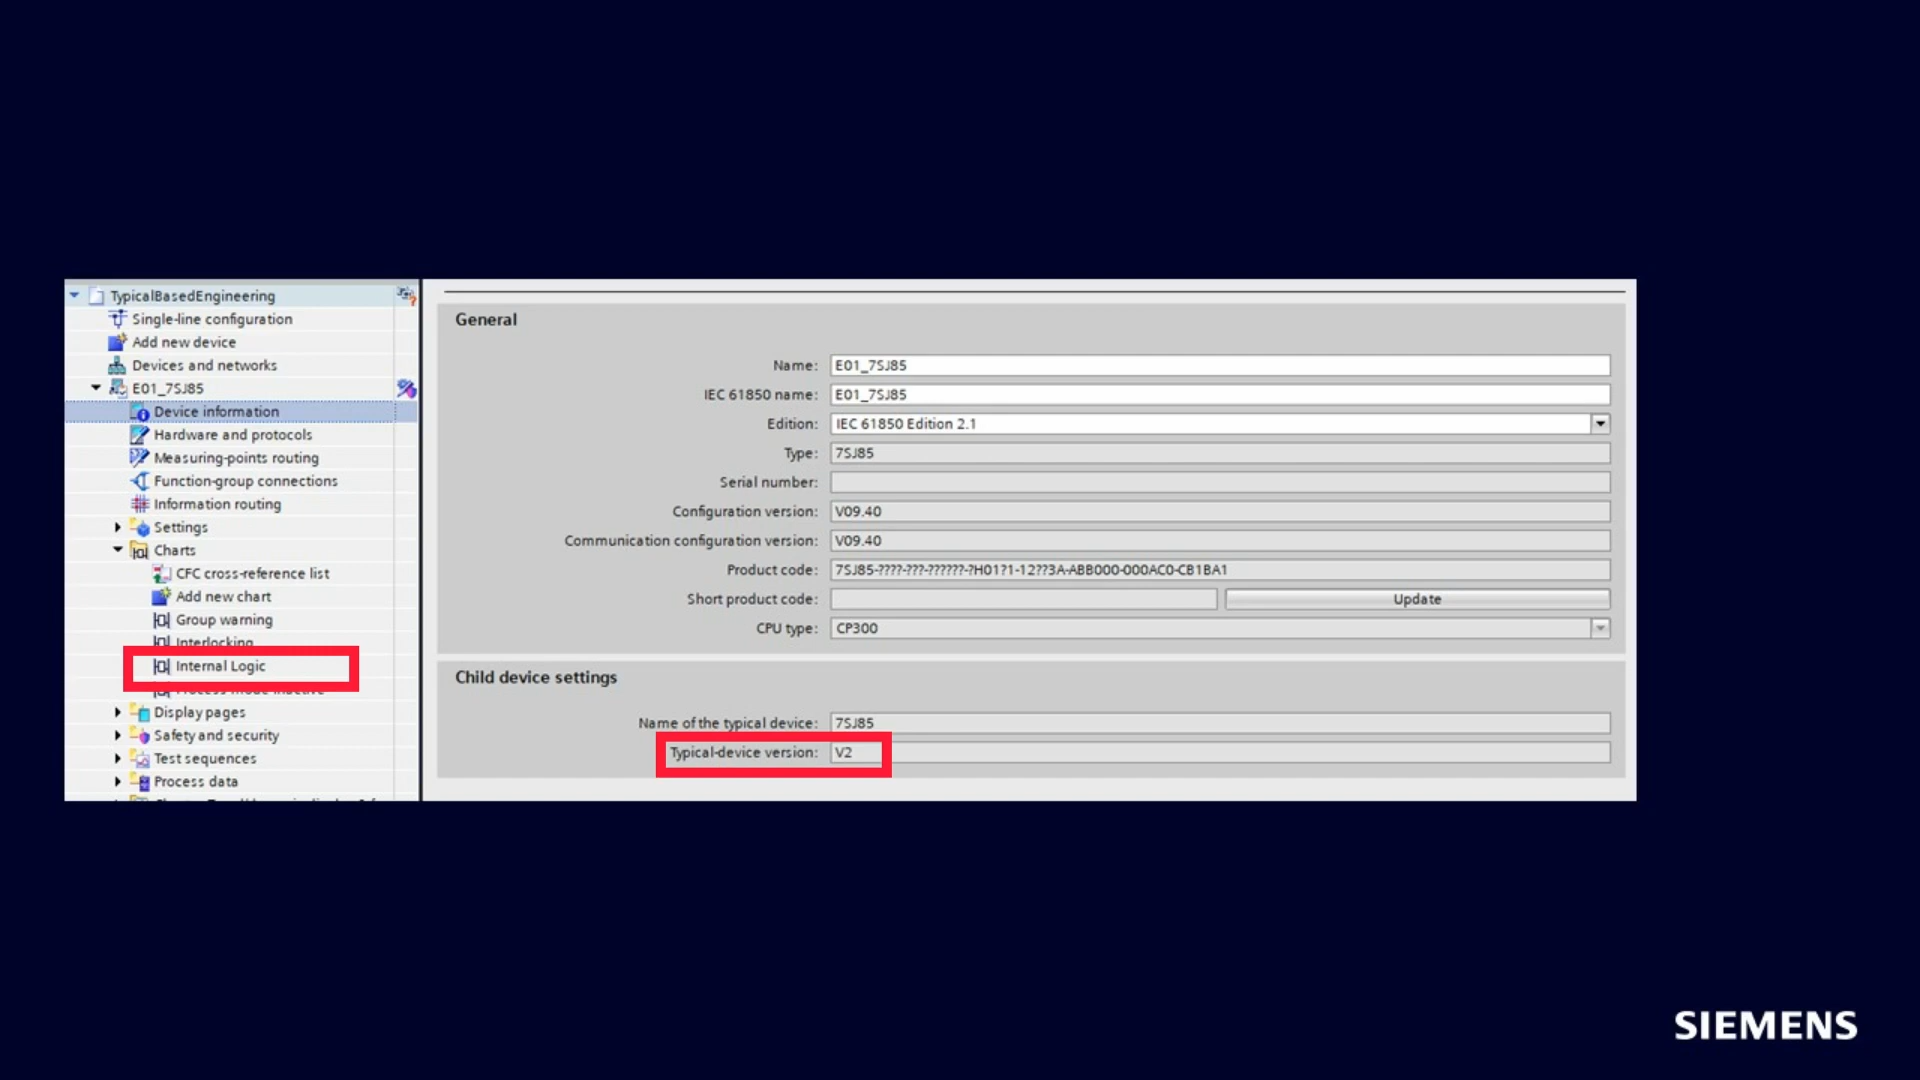 TypicalBasedEngineering
Single-line configuration
Add new device
Devices and networks
E01_7SJ85
Device information
Hardware and protocols
Measuring-points routing
Function-group connections
Information routing
Settings
Charts
CFC cross-reference list
Add new chart
Group warning
Interlocking
Internal Logic
Process mode inactive
Display pages
Safety and security
Test sequences
Process data
General
Name: E01_7SJ85
IEC 61850 name: E01_7SJ85
Edition: IEC 61850 Edition 2.1
Type: 7SJ85
Serial number:
Configuration version: V09.40
Communication configuration version: V09.40
Product code: 7SJ85-????-???-??????-?H01?1-12??3A-ABB000-000AC0-CB1BA1
Short product code: Update
CPU type: CP300
Child device settings
Name of the typical device: 7SJ85
Typical-device version: V2
SIEMENS